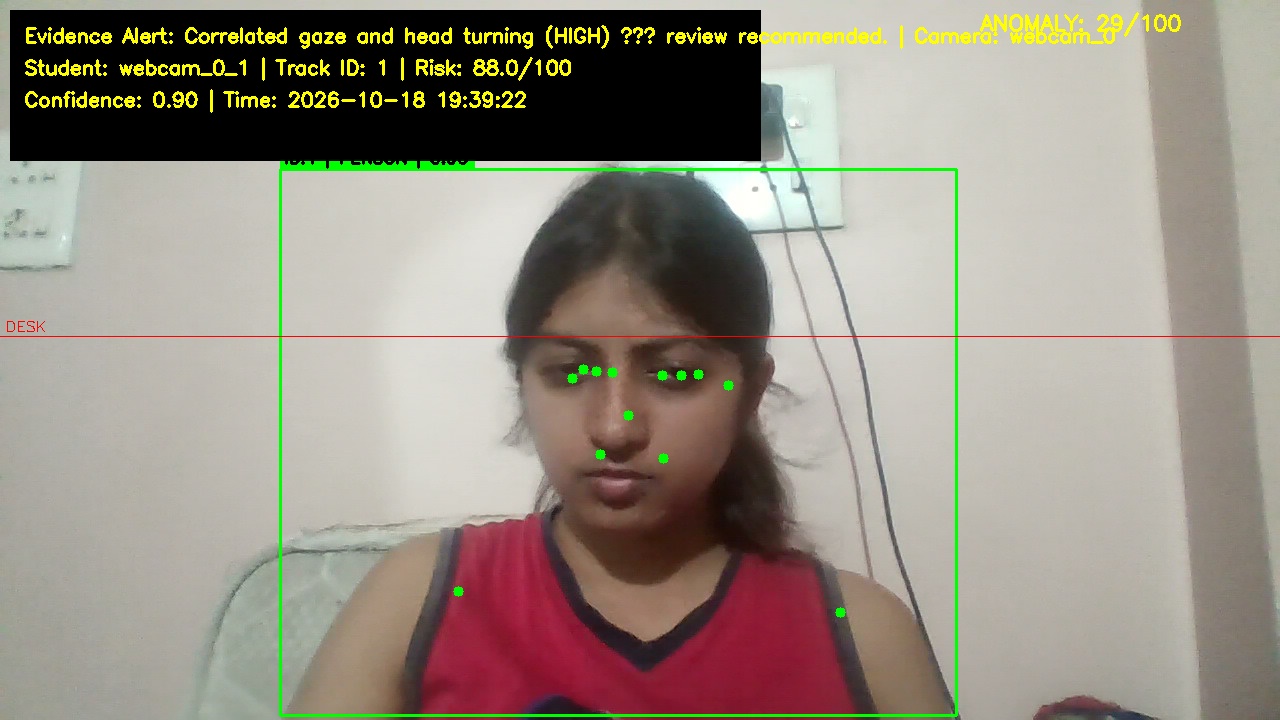 Evidence Alert: Correlated gaze and head turning (HIGH) ??? review recommended. | Camera: webcam_0
ANOMALY: 29/100
Student: webcam_0_1 | Track ID: 1 | Risk: 88.0/100
Confidence: 0.90 | Time: 2026-10-18 19:39:22
DESK